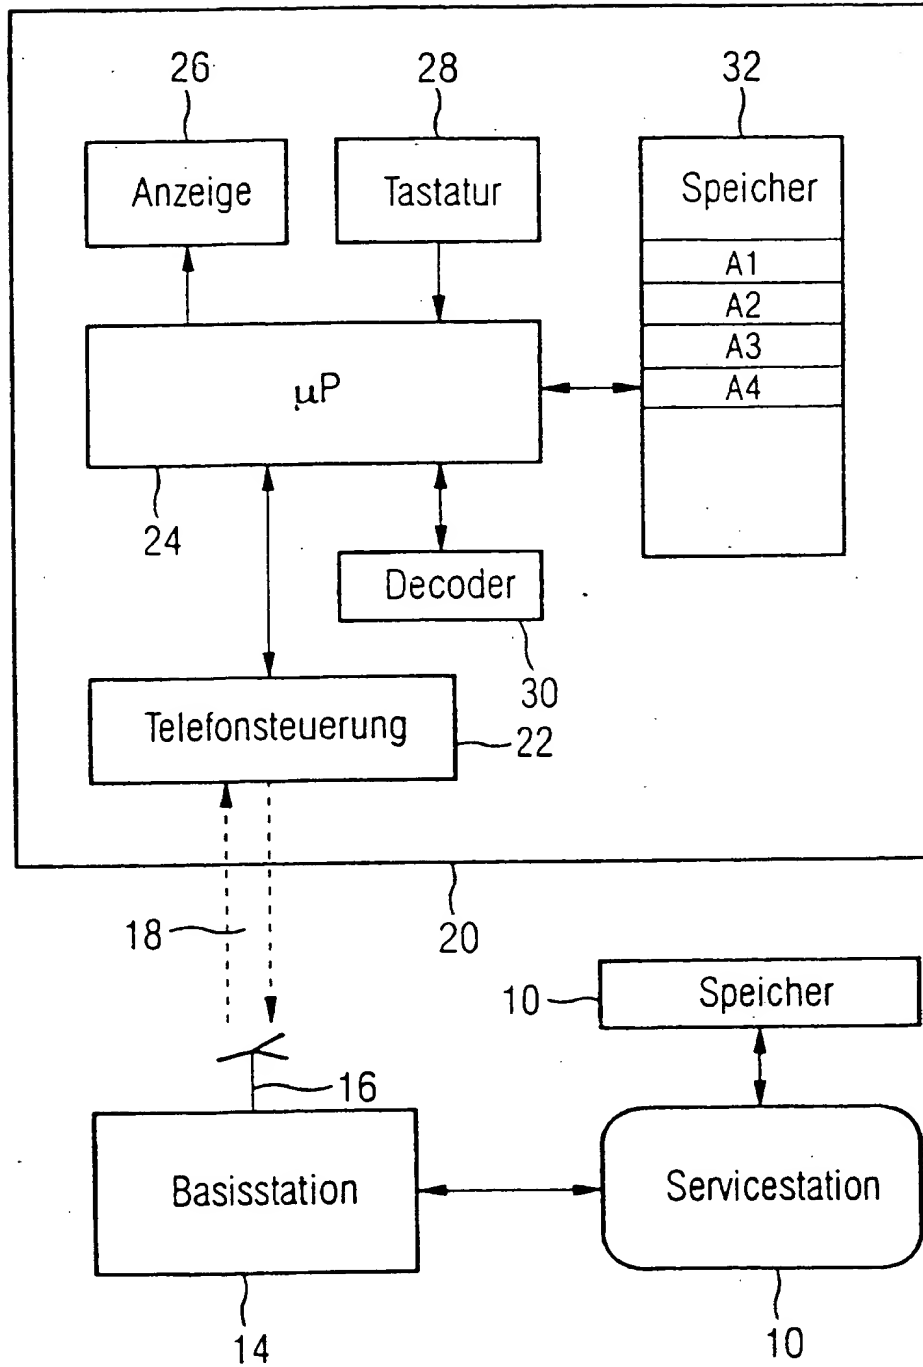 26
28
32
Anzeige
Tastatur
Speicher
A1
A2
A3
A4
µP
24
Decoder
30
Telefonsteuerung
22
18
20
10
Speicher
16
Basisstation
Servicestation
14
10